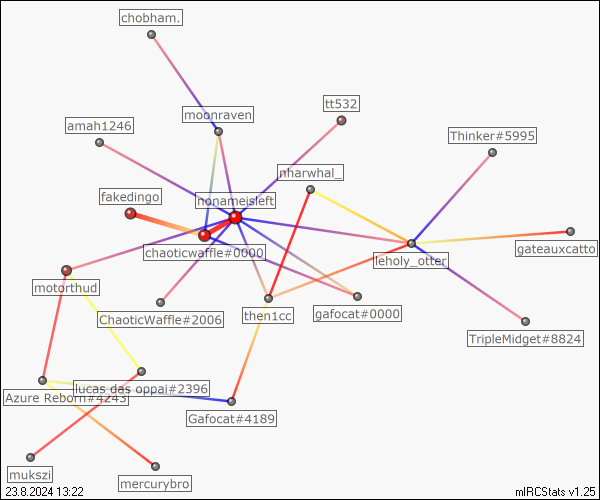 chobham.
tt532
moonraven
amah1246
Thinker#5995
nharwhal_
fakedingo
nonameisleft
chaoticwaffle#0000
gateauxcatto
leholy_otter
motorthud
ChaoticWaffle#2006
then1cc
gafocat#0000
TripleMidget#8824
lucas das oppai#2396
Azure Reborn#4243
Gafocat#4189
mukszi
mercurybro
23.8.2024 13:22
mIRCStats v1.25